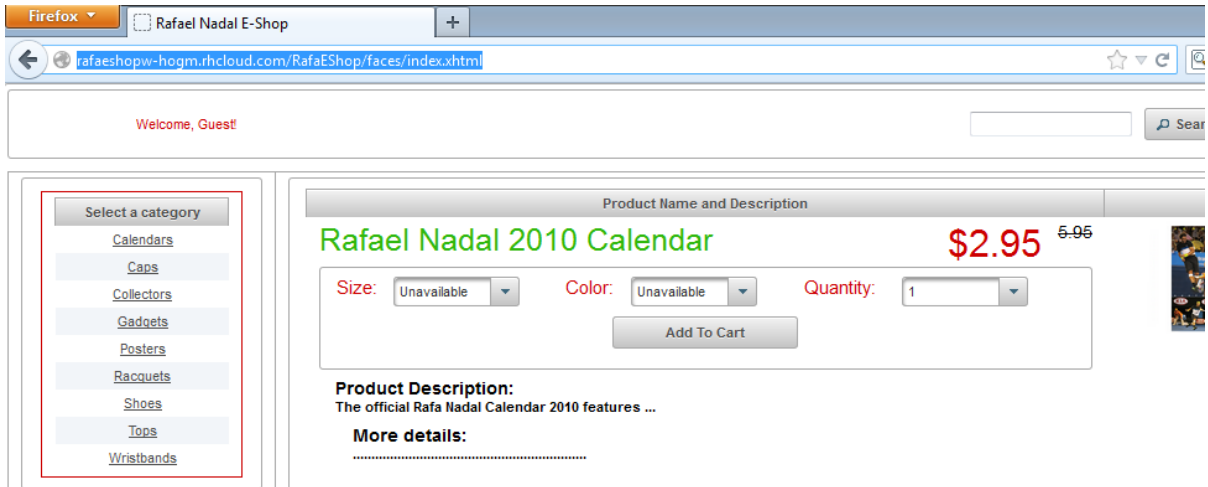 Firefox
Rafael Nadal E-Shop
rafaeshopw-hogm.rhcloud.com/RafaEShop/faces/index.xhtml
Welcome, Guest!
Sear
Select a category
Calendars
Caps
Collectors
Gadgets
Posters
Racquets
Shoes
Tops
Wristbands
Product Name and Description
Rafael Nadal 2010 Calendar $2.95 5.95
Size: Unavailable Color: Unavailable Quantity: 1
Add To Cart
Product Description:
The official Rafa Nadal Calendar 2010 features ...
More details:
................................................................